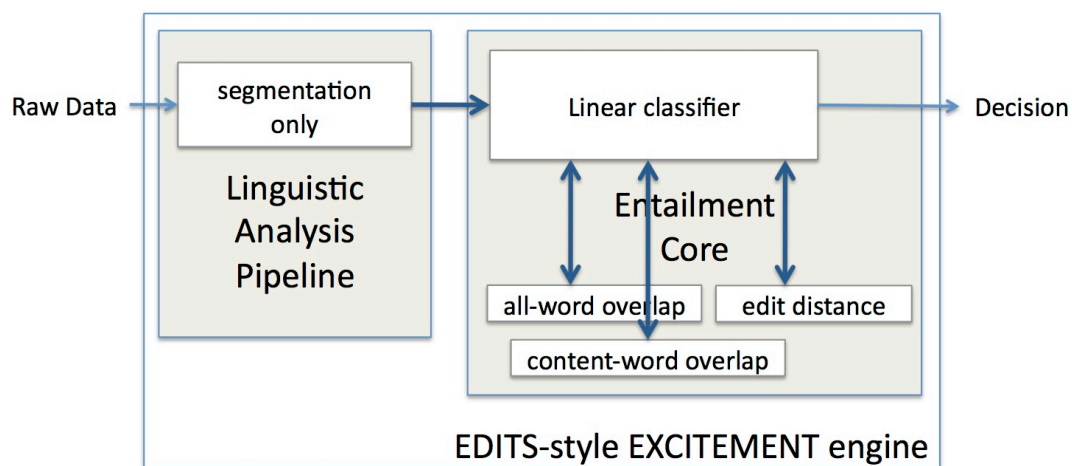 Raw Data
segmentation
only
Linguistic
Analysis
Pipeline
Linear classifier
Entailment
Core
all-word overlap
edit distance
content-word overlap
Decision
EDITS-style EXCITEMENT engine